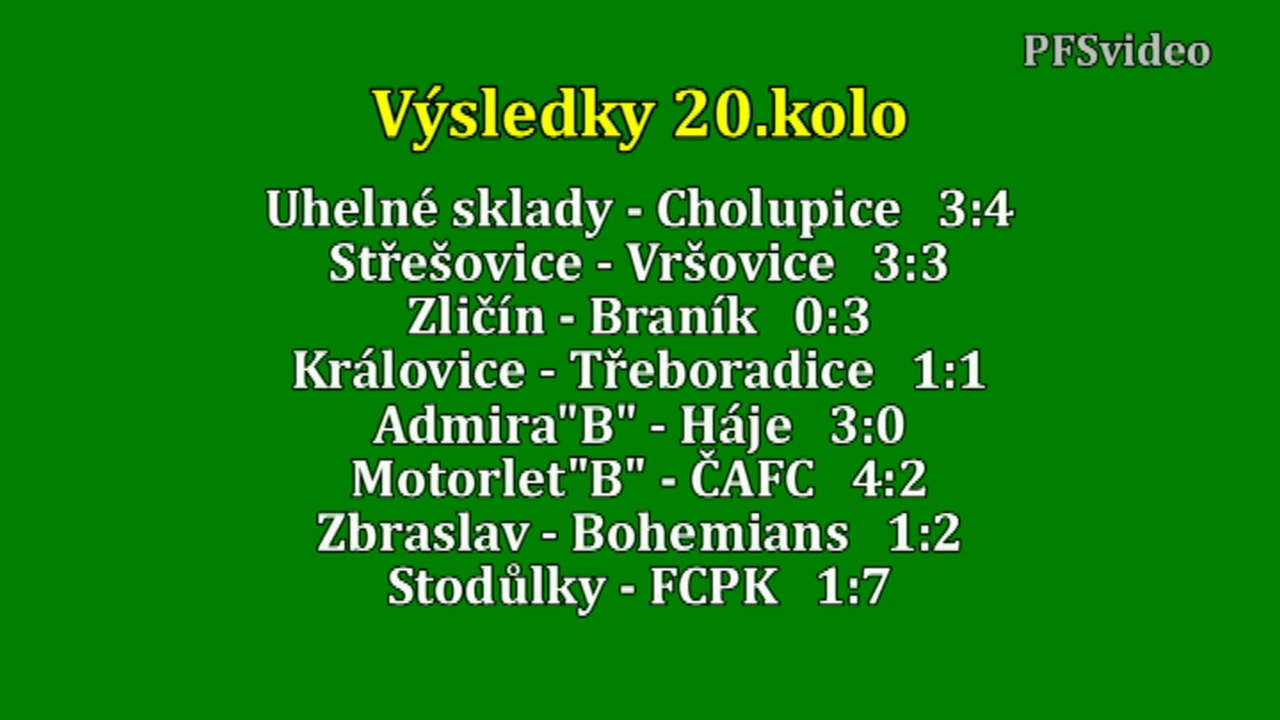 PFSvideo
Výsledky 20.kolo
Uhelné sklady - Cholupice 3:4
Střešovice - Vršovice 3:3
Zličín - Braník 0:3
Královice - Třeboradice 1:1
Admira"B" - Háje 3:0
Motorlet"B" - ČAFC 4:2
Zbraslav - Bohemians 1:2
Stodůlky - FCPK 1:7